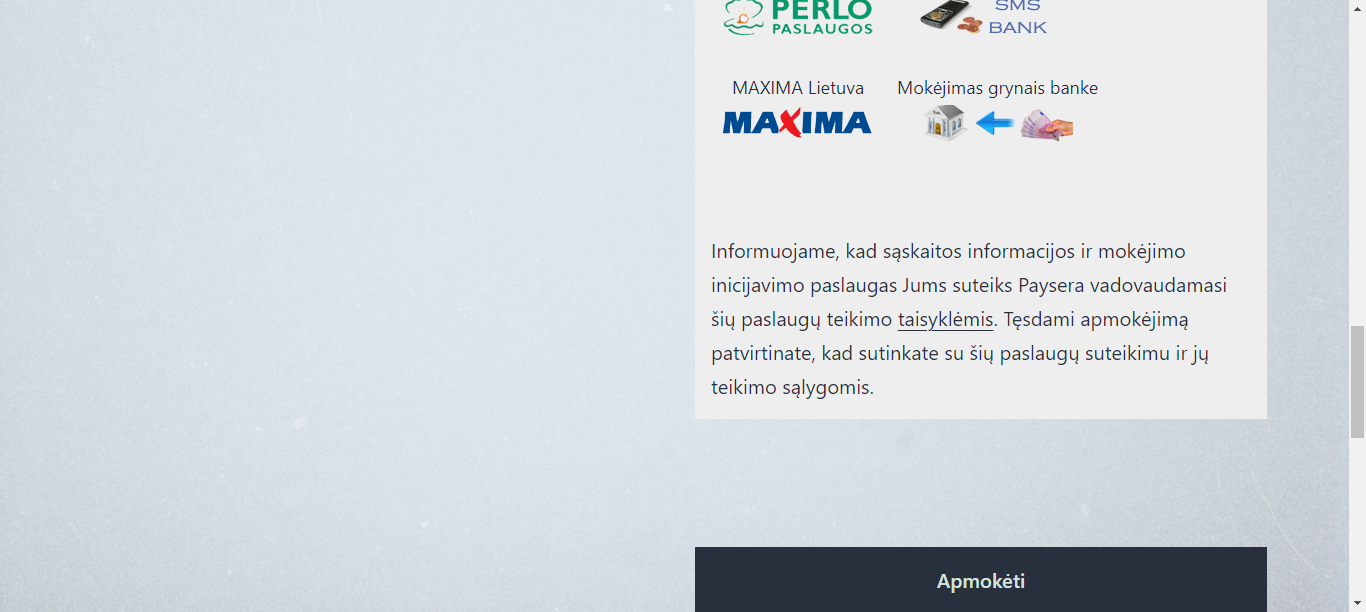 PERLO
PASLAUGOS
SMS
BANK
MAXIMA Lietuva
Mokėjimas grynais banke
MAXIMA
Informuojame, kad sąskaitos informacijos ir mokėjimo
inicijavimo paslaugas Jums suteiks Paysera vadovaudamasi
šių paslaugų teikimo taisyklėmis. Tęsdami apmokėjimą
patvirtinate, kad sutinkate su šių paslaugų suteikimu ir jų
teikimo sąlygomis.
Apmokėti